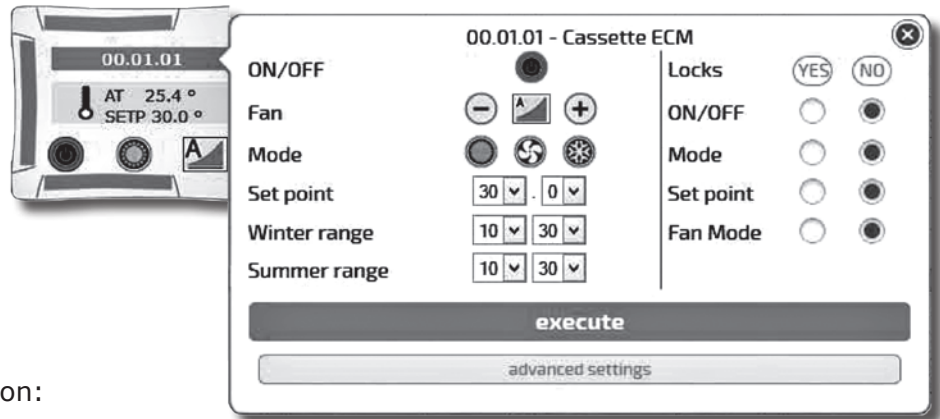 00.01.01
AT 25.4 °
SETP 30.0 °
A
00.01.01 - Cassette ECM
ON/OFF
Fan
A
Mode
Set point 30 . 0
Winter range 10 30
Summer range 10 30
Locks YES NO
ON/OFF
Mode
Set point
Fan Mode
execute
advanced settings
on: